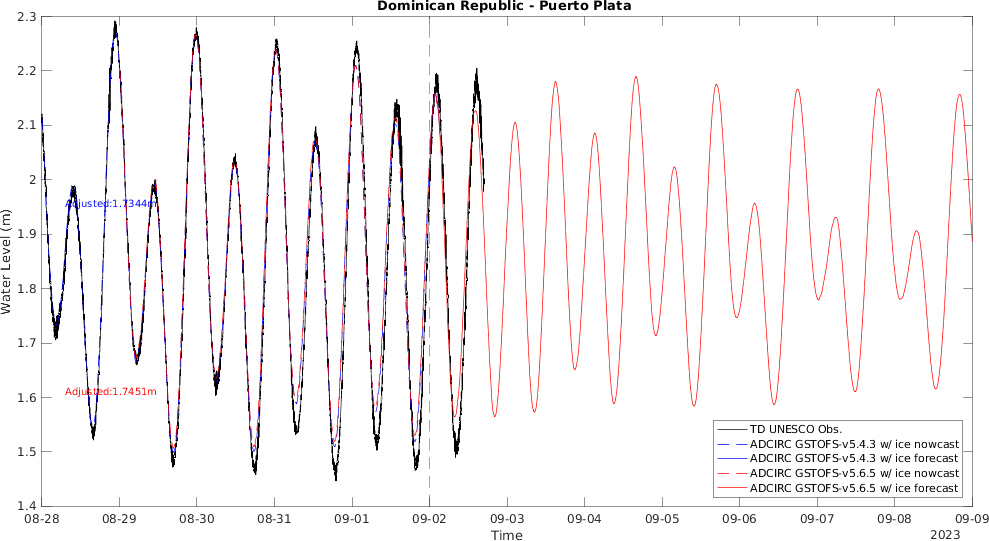 Dominican Republic - Puerto Plata
Water Level (m)
2.3
2.2
2.1
2
1.9
1.8
1.7
1.6
1.5
1.4
Adjusted:1.7344m
Adjusted:1.7451m
TD UNESCO Obs.
ADCIRC GSTOFS-v5.4.3 w/ ice nowcast
ADCIRC GSTOFS-v5.4.3 w/ ice forecast
ADCIRC GSTOFS-v5.6.5 w/ ice nowcast
ADCIRC GSTOFS-v5.6.5 w/ ice forecast
08-28 08-29 08-30 08-31 09-01 09-02 09-03 09-04 09-05 09-06 09-07 09-08 09-09
Time
2023